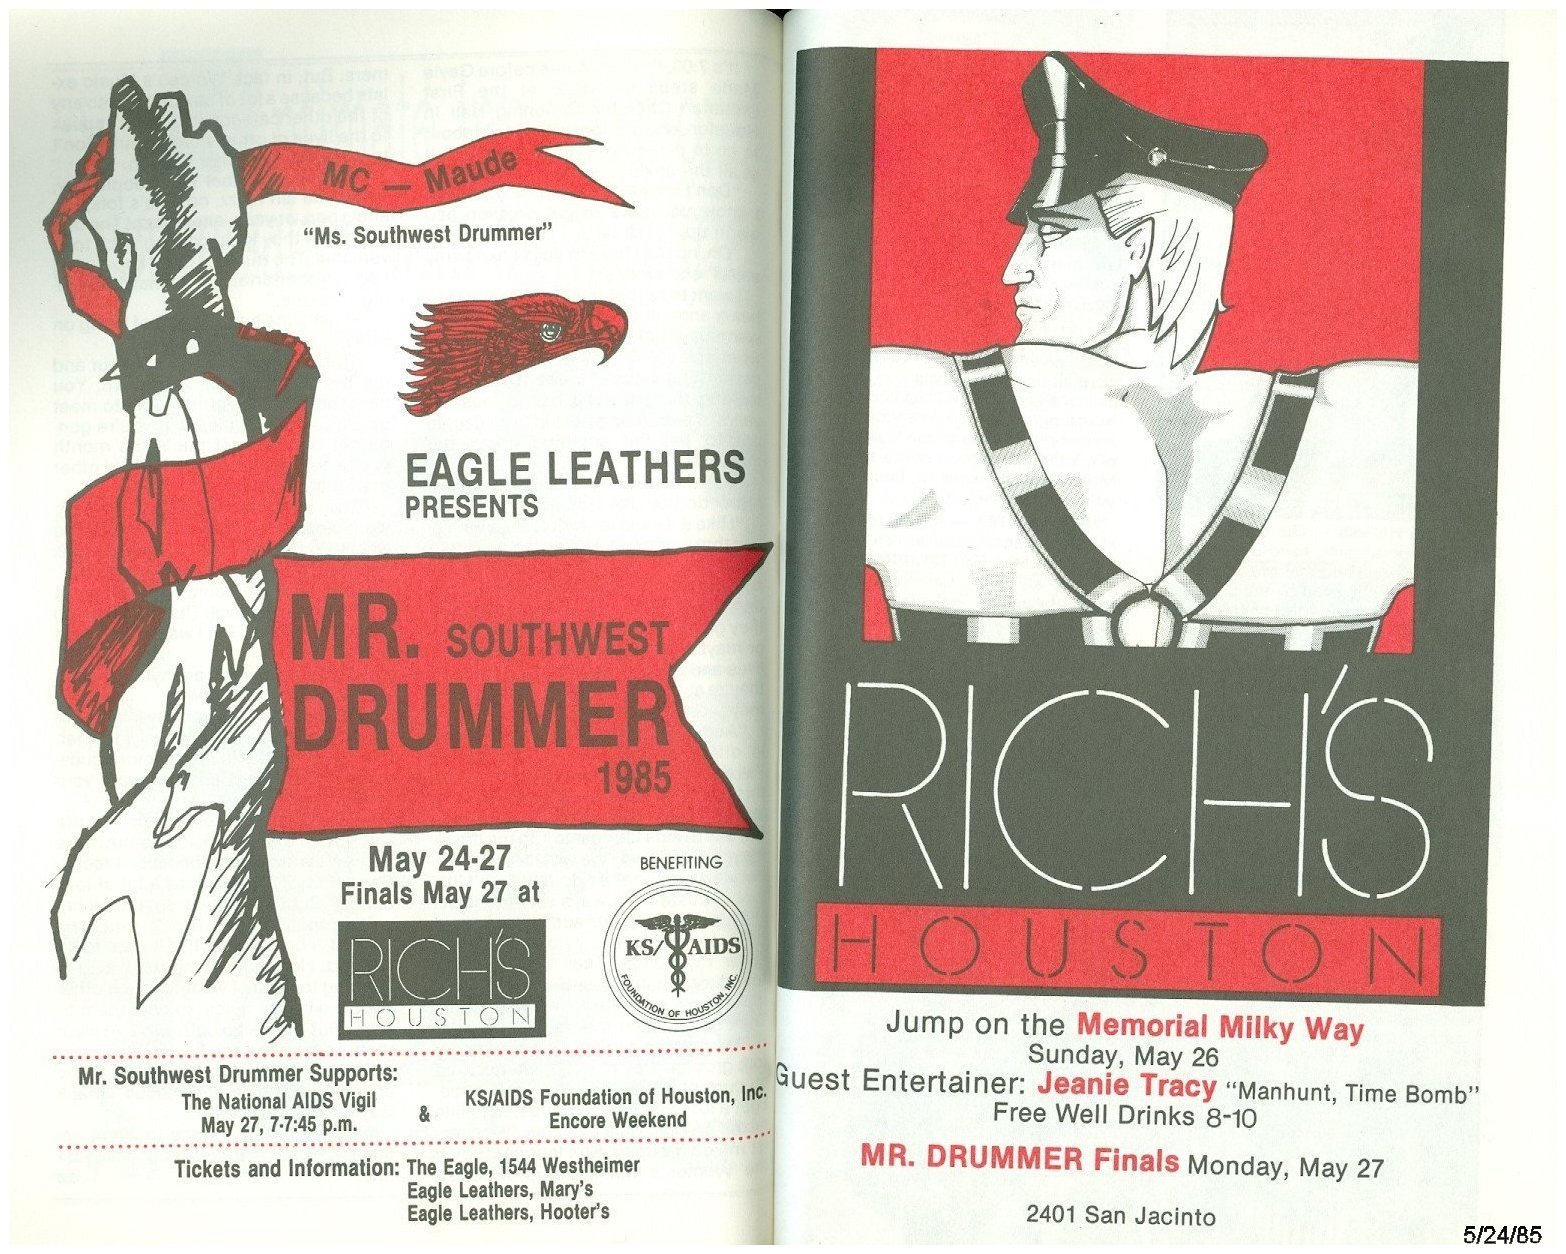 MC — Maude
"Ms. Southwest Drummer"
EAGLE LEATHERS
PRESENTS
MR. SOUTHWEST
DRUMMER
1985
May 24-27
Finals May 27 at
RICH'S
HOUSTON
BENEFITING
KS/AIDS
FOUNDATION OF HOUSTON, INC.
Mr. Southwest Drummer Supports:
The National AIDS Vigil
May 27, 7-7:45 p.m.
&
KS/AIDS Foundation of Houston, Inc.
Encore Weekend
Tickets and Information: The Eagle, 1544 Westheimer
Eagle Leathers, Mary's
Eagle Leathers, Hooter's
RICH'S
HOUSTON
Jump on the Memorial Milky Way
Sunday, May 26
Guest Entertainer: Jeanie Tracy "Manhunt, Time Bomb"
Free Well Drinks 8-10
MR. DRUMMER Finals Monday, May 27
2401 San Jacinto
5/24/85